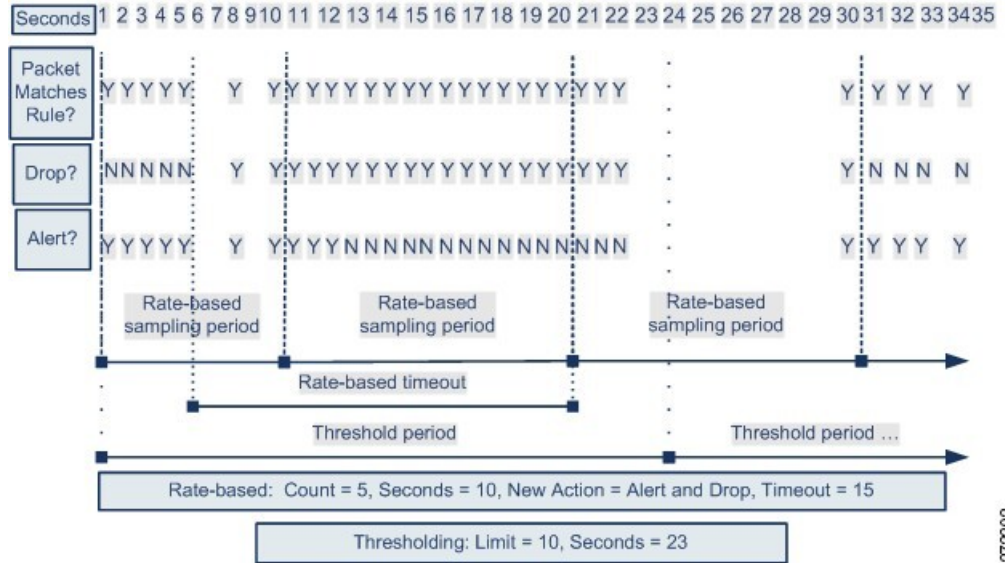 Seconds 1 2 3 4 5 6 7 8 9 10 11 12 13 14 15 16 17 18 19 20 21 22 23 24 25 26 27 28 29 30 31 32 33 34 35
Packet
Matches
Rule?
Y Y Y Y Y Y Y Y Y Y Y Y Y Y Y Y Y Y Y Y Y Y Y Y Y Y Y Y Y Y
Drop?
N N N N N Y Y Y Y Y Y Y Y Y Y Y Y Y Y Y Y Y Y Y Y Y N N N N
Alert?
Y Y Y Y Y Y Y Y Y Y N N N N N N N N N N N N N N N Y Y Y Y Y
Rate-based
sampling period
Rate-based
sampling period
Rate-based
sampling period
Rate-based timeout
Threshold period
Threshold period ...
Rate-based: Count = 5, Seconds = 10, New Action = Alert and Drop, Timeout = 15
Thresholding: Limit = 10, Seconds = 23